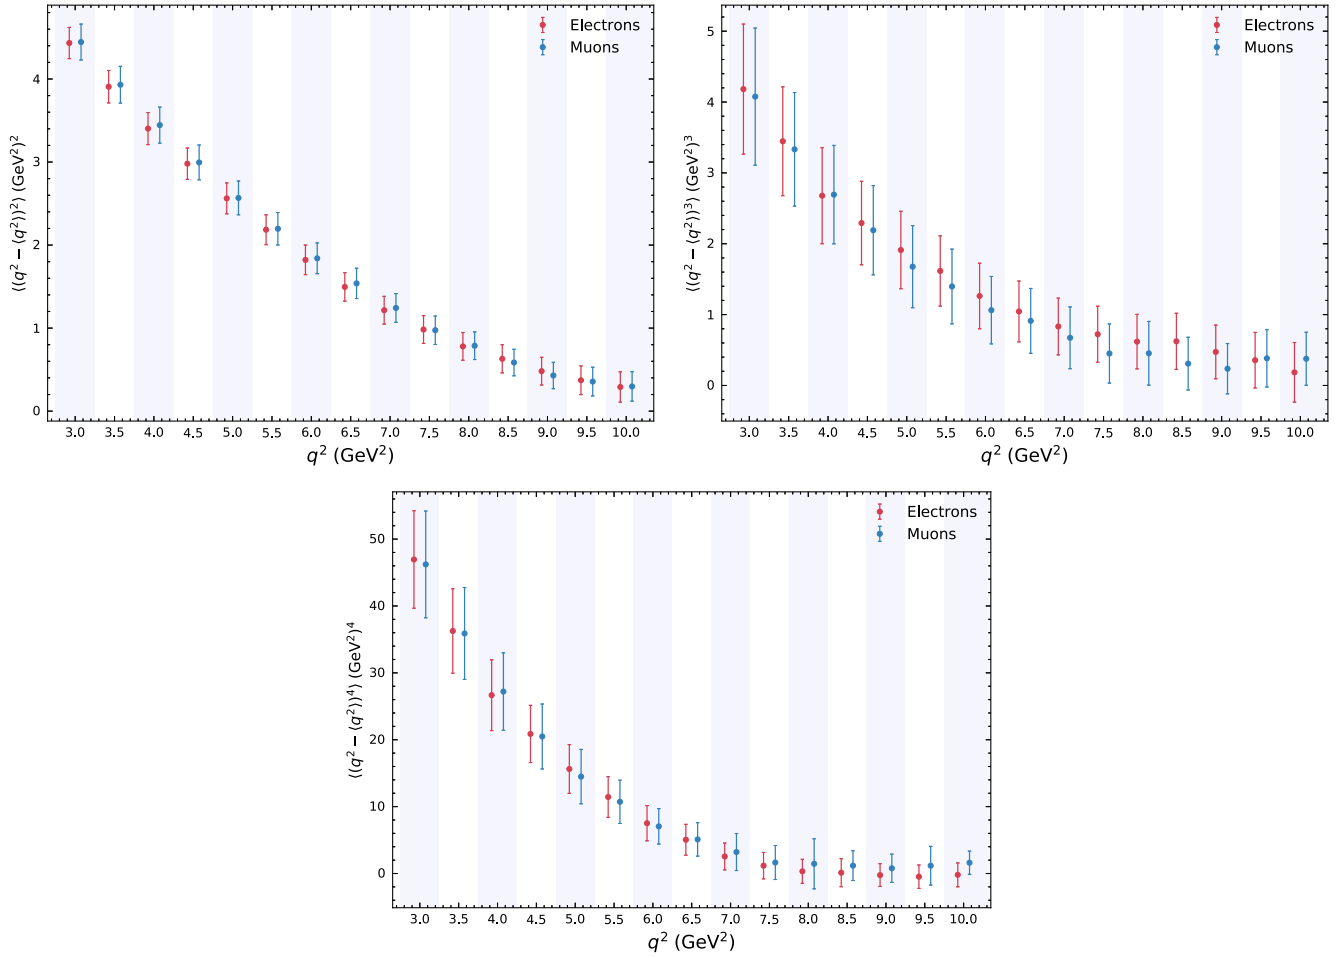 Electrons
Muons
4
3
2
1
0
⟨(q² − ⟨q²⟩)²⟩ (GeV²)²
3.0 3.5 4.0 4.5 5.0 5.5 6.0 6.5 7.0 7.5 8.0 8.5 9.0 9.5 10.0
q² (GeV²)
Electrons
Muons
5
4
3
2
1
0
⟨(q² − ⟨q²⟩)³⟩ (GeV²)³
3.0 3.5 4.0 4.5 5.0 5.5 6.0 6.5 7.0 7.5 8.0 8.5 9.0 9.5 10.0
q² (GeV²)
Electrons
Muons
50
40
30
20
10
0
⟨(q² − ⟨q²⟩)⁴⟩ (GeV²)⁴
3.0 3.5 4.0 4.5 5.0 5.5 6.0 6.5 7.0 7.5 8.0 8.5 9.0 9.5 10.0
q² (GeV²)